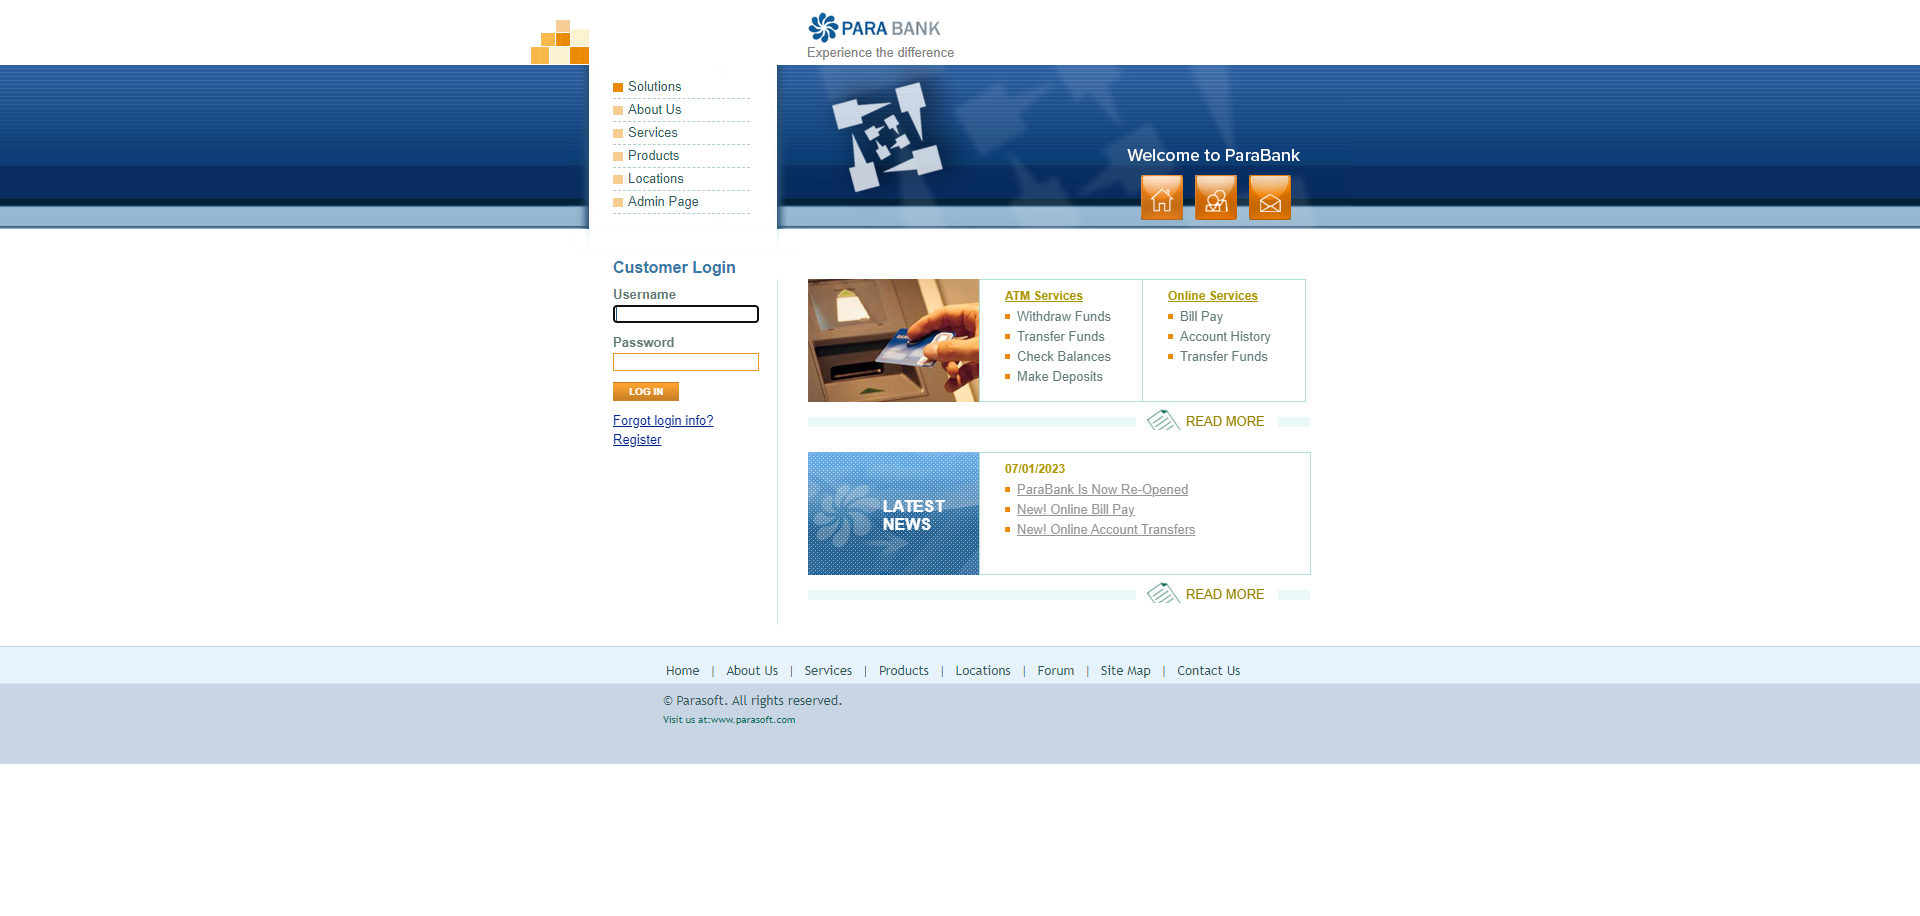 PARA BANK
Experience the difference
Solutions
About Us
Services
Products
Locations
Admin Page
Welcome to ParaBank
Customer Login
Username
Password
LOG IN
Forgot login info?
Register
ATM Services
Withdraw Funds
Transfer Funds
Check Balances
Make Deposits
Online Services
Bill Pay
Account History
Transfer Funds
READ MORE
LATEST
NEWS
07/01/2023
ParaBank Is Now Re-Opened
New! Online Bill Pay
New! Online Account Transfers
READ MORE
Home | About Us | Services | Products | Locations | Forum | Site Map | Contact Us
© Parasoft. All rights reserved.
Visit us at:www.parasoft.com